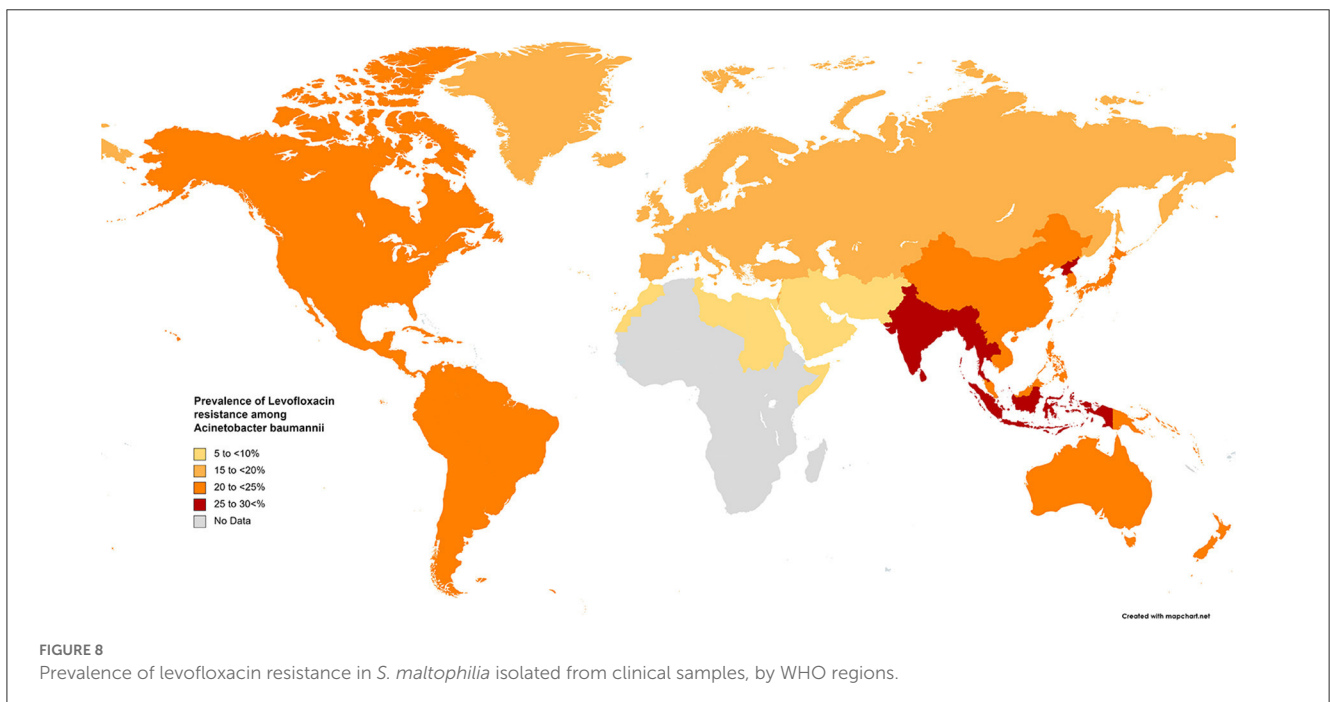 Prevalence of Levofloxacin
resistance among
Acinetobacter baumannii
5 to <10%
15 to <20%
20 to <25%
25 to 30<%
No Data
Created with mapchart.net
FIGURE 8
Prevalence of levofloxacin resistance in S. maltophilia isolated from clinical samples, by WHO regions.